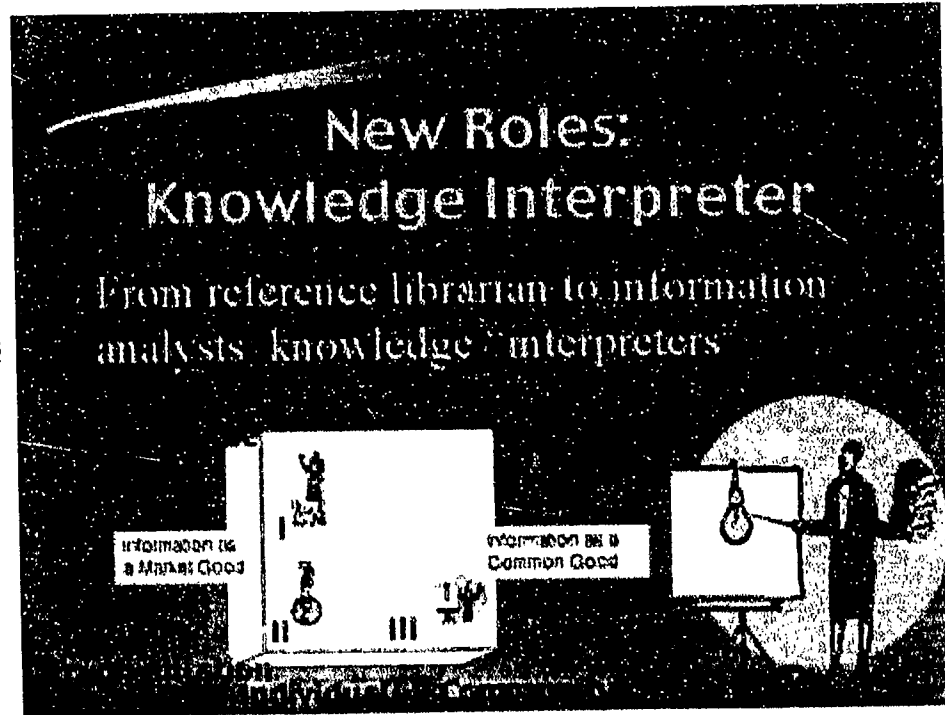 New Roles:
Knowledge Interpreter
From reference librarian to information
analysts, knowledge "interpreters"
Information as
a Market Good
I
Information as a
Common Good
II
III